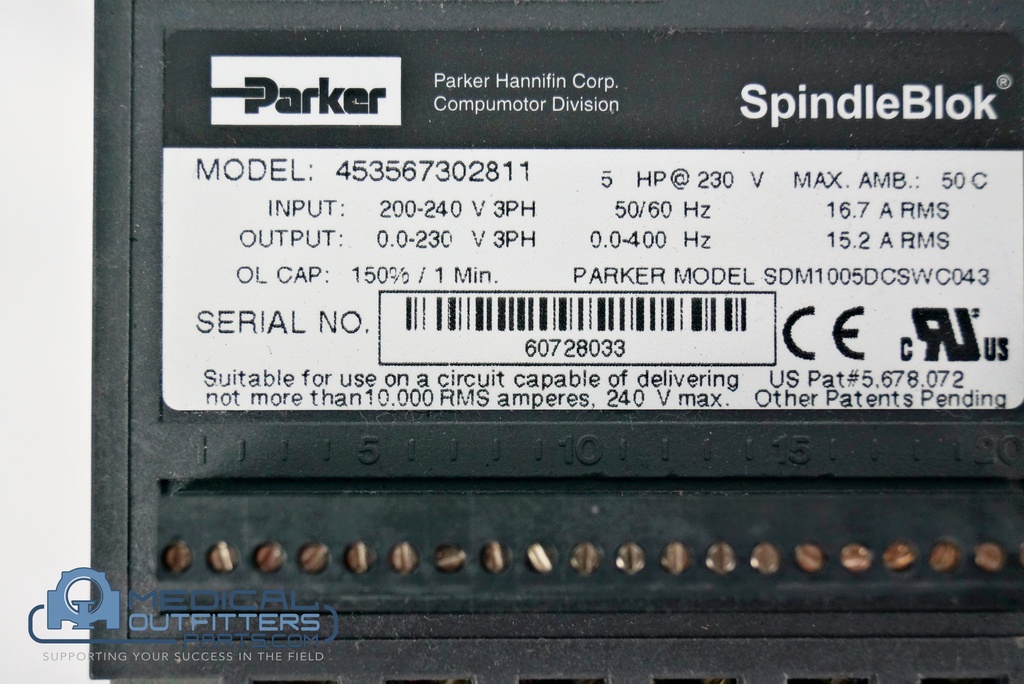 Parker
Parker Hannifin Corp.
Compumotor Division
SpindleBlok®
MODEL: 453567302811
5 HP@ 230 V MAX. AMB.: 50 C
INPUT: 200-240 V 3PH 50/60 Hz 16.7 A RMS
OUTPUT: 0.0-230 V 3PH 0.0-400 Hz 15.2 A RMS
OL CAP: 150% / 1 Min. PARKER MODEL SDM1005DCSWC043
SERIAL NO. 60728033
CE
C RU US
Suitable for use on a circuit capable of delivering
not more than 10,000 RMS amperes, 240 V max.
US Pat#5,678,072
Other Patents Pending
5 10 15 20
MEDICAL
OUTFITTERS
PARTS.COM
SUPPORTING YOUR SUCCESS IN THE FIELD